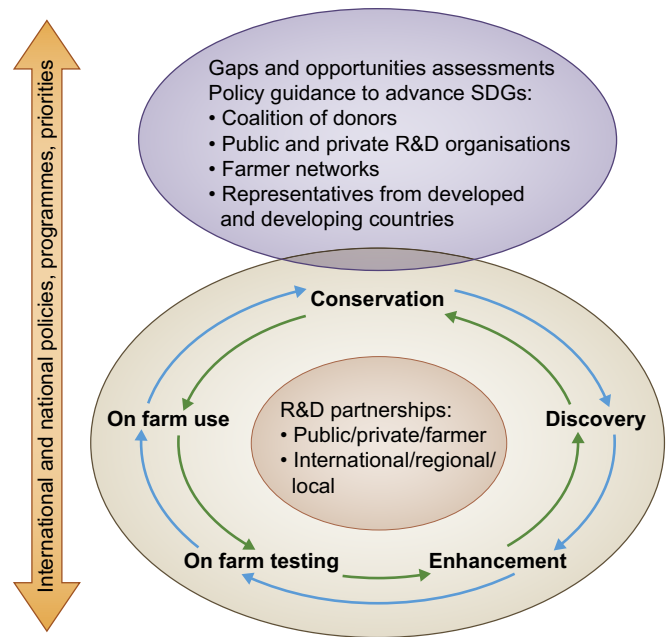 International and national policies, programmes, priorities
Gaps and opportunities assessments
Policy guidance to advance SDGs:
• Coalition of donors
• Public and private R&D organisations
• Farmer networks
• Representatives from developed
and developing countries
Conservation
On farm use
R&D partnerships:
• Public/private/farmer
• International/regional/
local
Discovery
On farm testing
Enhancement